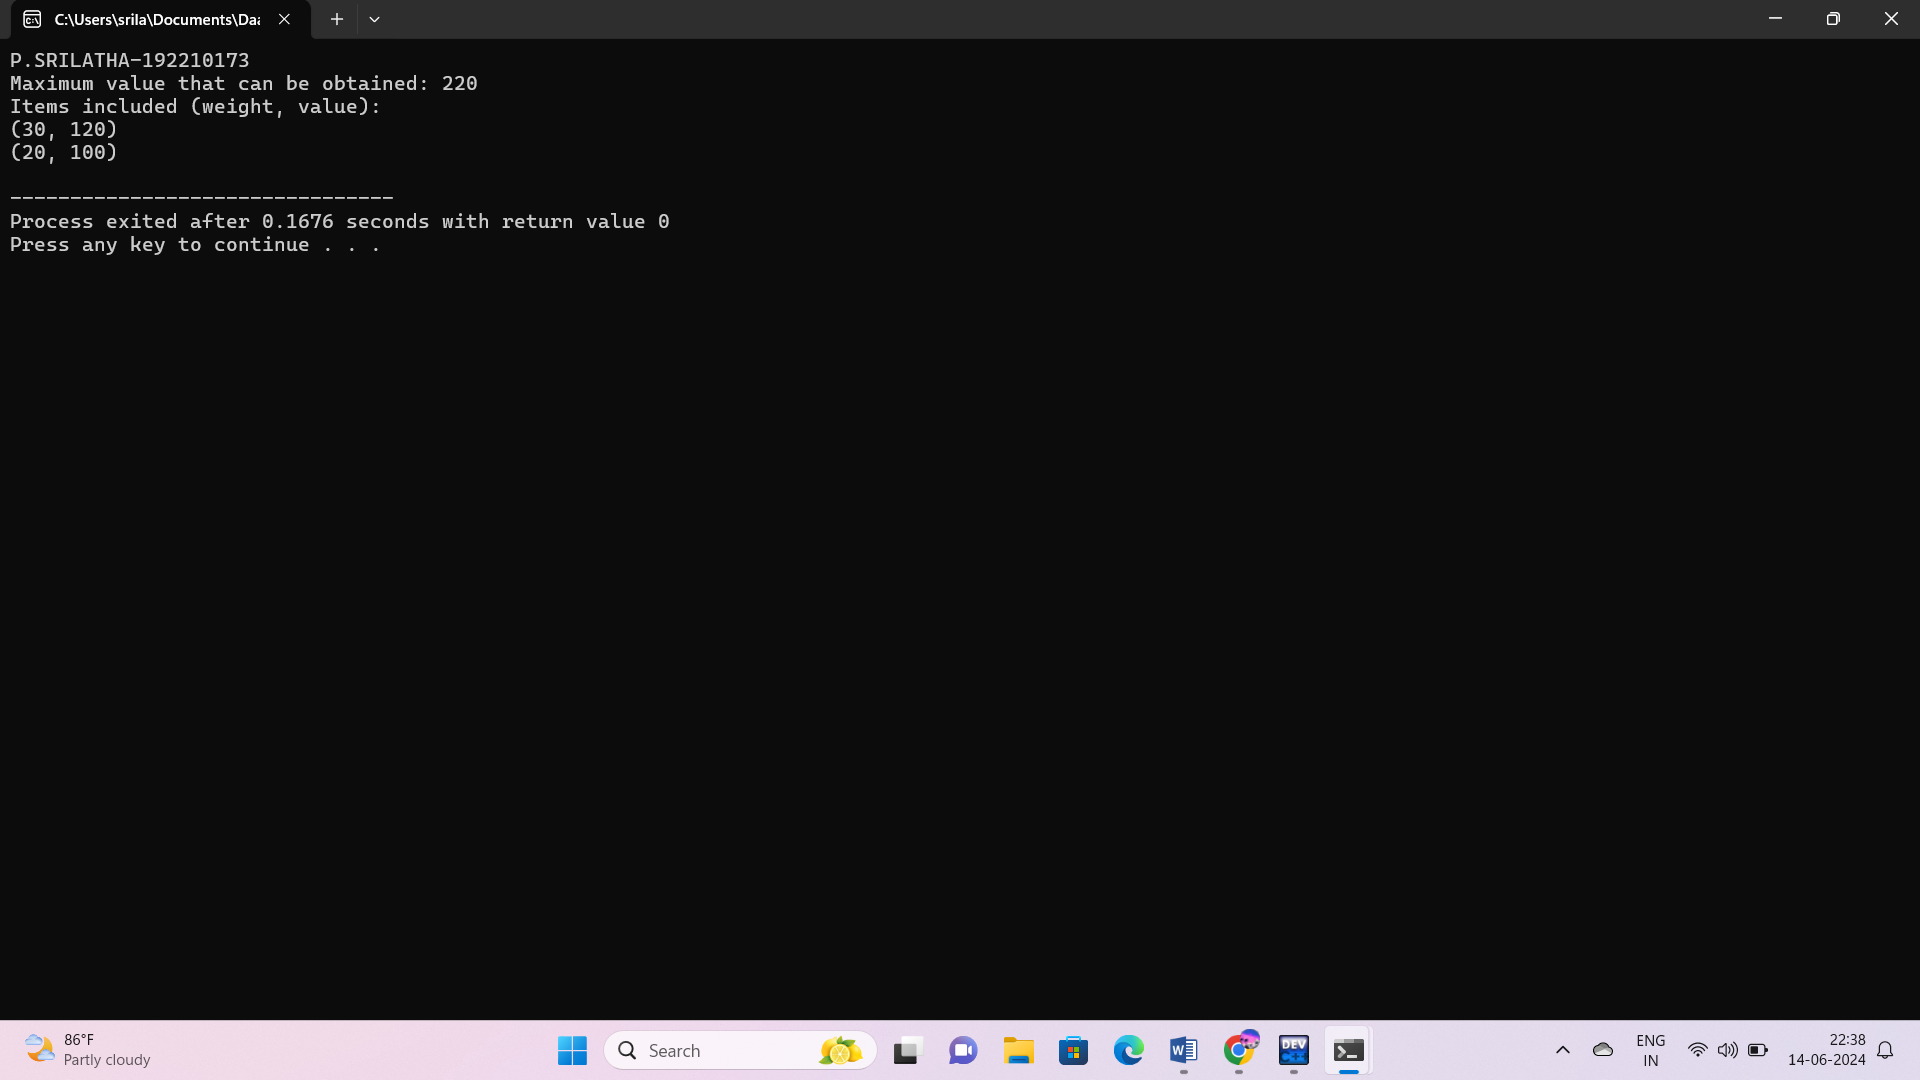 C:\Users\srila\Documents\Daa
P.SRILATHA-192210173
Maximum value that can be obtained: 220
Items included (weight, value):
(30, 120)
(20, 100)
--------------------------------
Process exited after 0.1676 seconds with return value 0
Press any key to continue . . .
86°F
Partly cloudy
Search
DEV
ENG
IN
22:38
14-06-2024